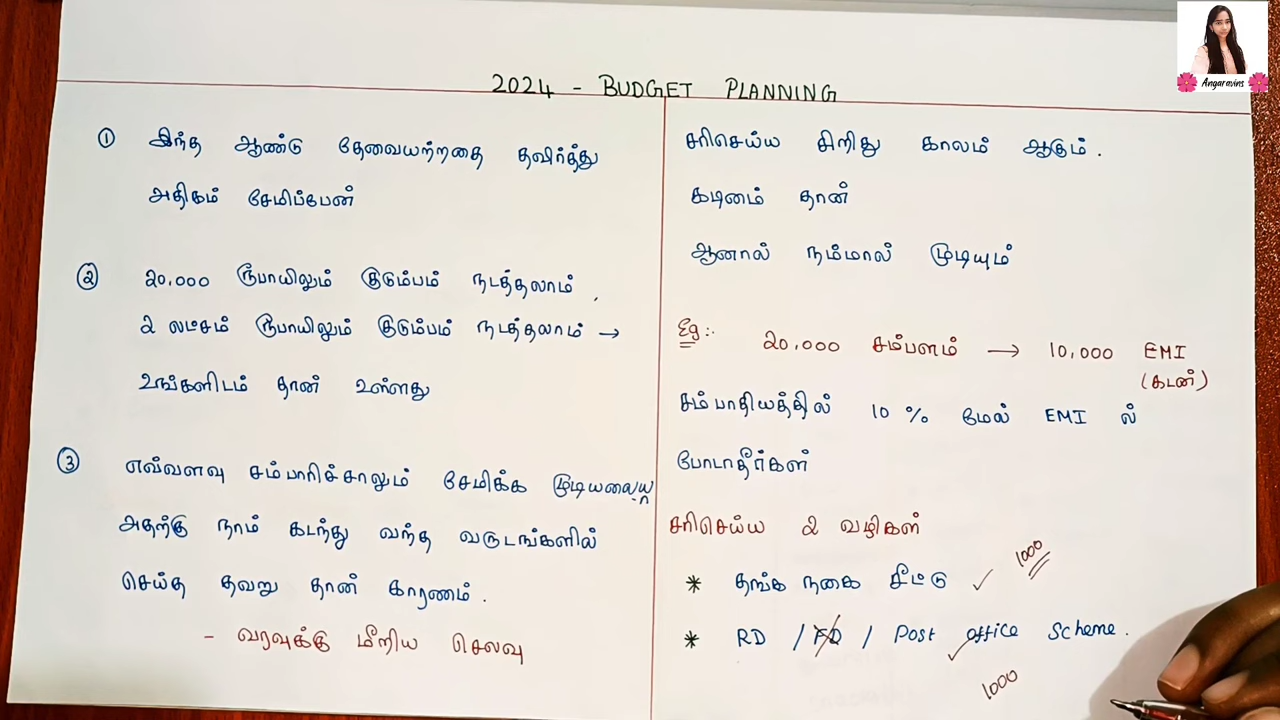 Angaravins
2024 - BUDGET PLANNING
① இந்த ஆண்டு தேவையற்றதை தவிர்த்து
அதிகம் சேமிப்பேன்
② 20,000 ரூபாயிலும் குடும்பம் நடத்தலாம்,
2 லட்சம் ரூபாயிலும் குடும்பம் நடத்தலாம் →
உங்களிடம் தான் உள்ளது
③ எவ்வளவு சம்பாரிச்சாலும் சேமிக்க முடியலையா
அதற்கு நாம் கடந்து வந்த வருடங்களில்
செய்த தவறு தான் காரணம்.
- வரவுக்கு மீறிய செலவு
சரிசெய்ய சிறிது காலம் ஆகும்.
கடினம் தான்
ஆனால் நம்மால் முடியும்
Eg:- 20,000 சம்பளம் → 10,000 EMI
(கடன்)
சம்பாதியத்தில் 10 % மேல் EMI ல்
போடாதீர்கள்
சரிசெய்ய 2 வழிகள்
* தங்க நகை சீட்டு ✓ 1000
* RD / FD / Post office Scheme.
1000